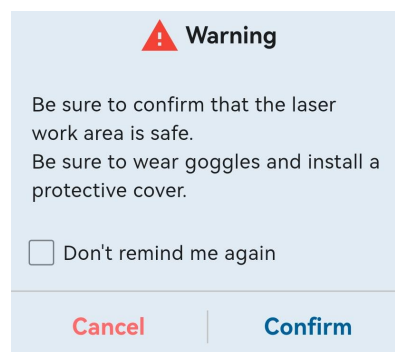 Warning
Be sure to confirm that the laser
work area is safe.
Be sure to wear goggles and install a
protective cover.
Don't remind me again
Cancel
Confirm